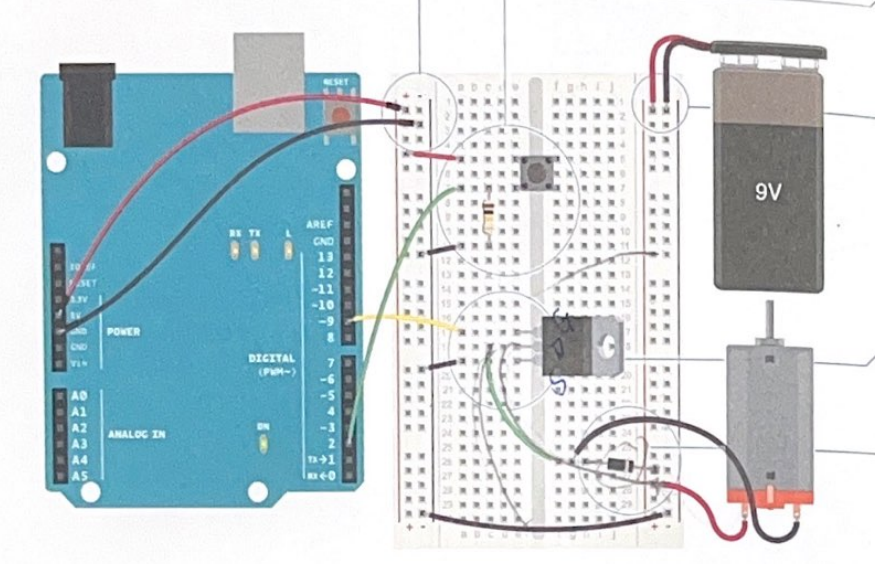 RESET
AREF
GND
RX TX L
13
12
~11
~10
~9
8
IOREF
RESET
3.3V
5V
GND
GND
Vin
POWER
DIGITAL
(PWM~)
7
~6
~5
4
~3
2
TX→1
RX←0
ON
A0
A1
A2
A3
A4
A5
ANALOG IN
9V
+ -
a b c d e f g h i j
G
D
S